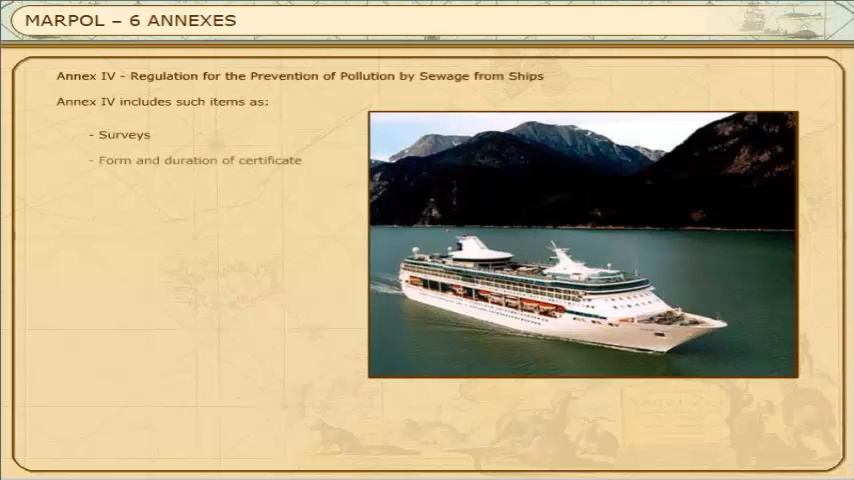 MARPOL – 6 ANNEXES
Annex IV - Regulation for the Prevention of Pollution by Sewage from Ships
Annex IV includes such items as:
- Surveys
- Form and duration of certificate